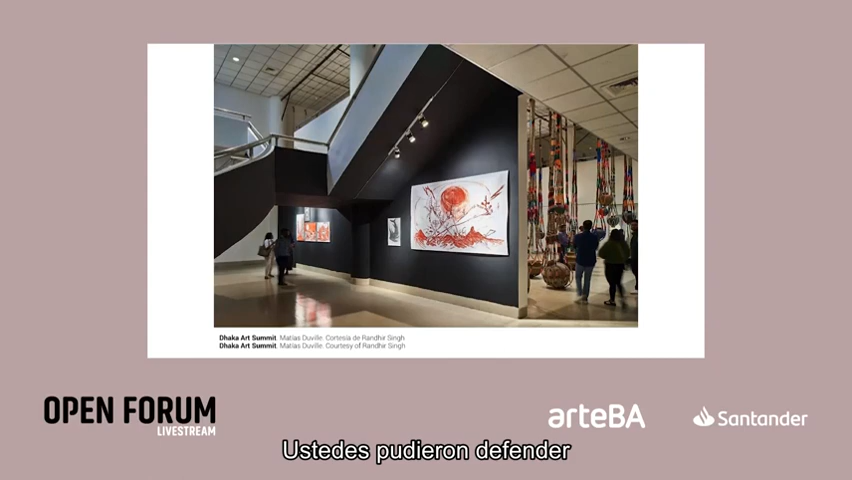 Dhaka Art Summit. Matías Duville. Cortesía de Randhir Singh
Dhaka Art Summit. Matías Duville. Courtesy of Randhir Singh
OPEN FORUM
LIVESTREAM
arteBA
Santander
Ustedes pudieron defender